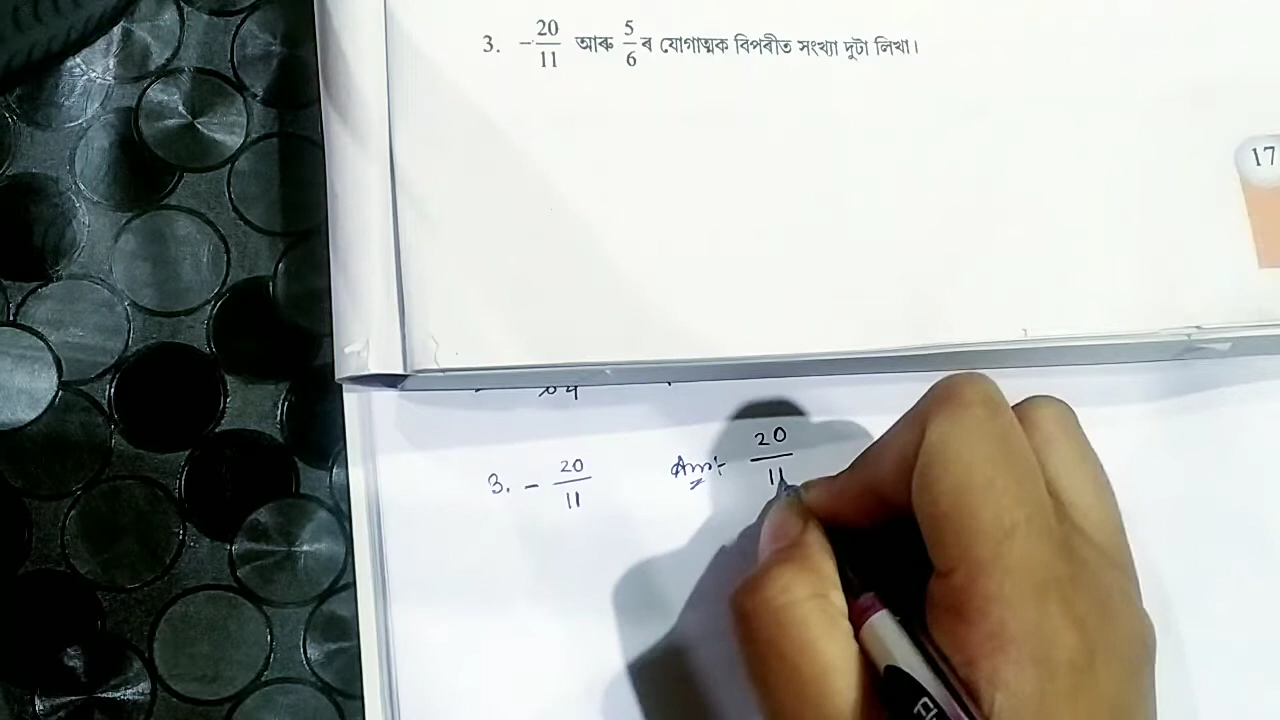 3. -20/11 আৰু 5/6ৰ যোগাত্মক বিপৰীত সংখ্যা দুটা লিখা।
17
3. - 20/11 Ans:- 20/11